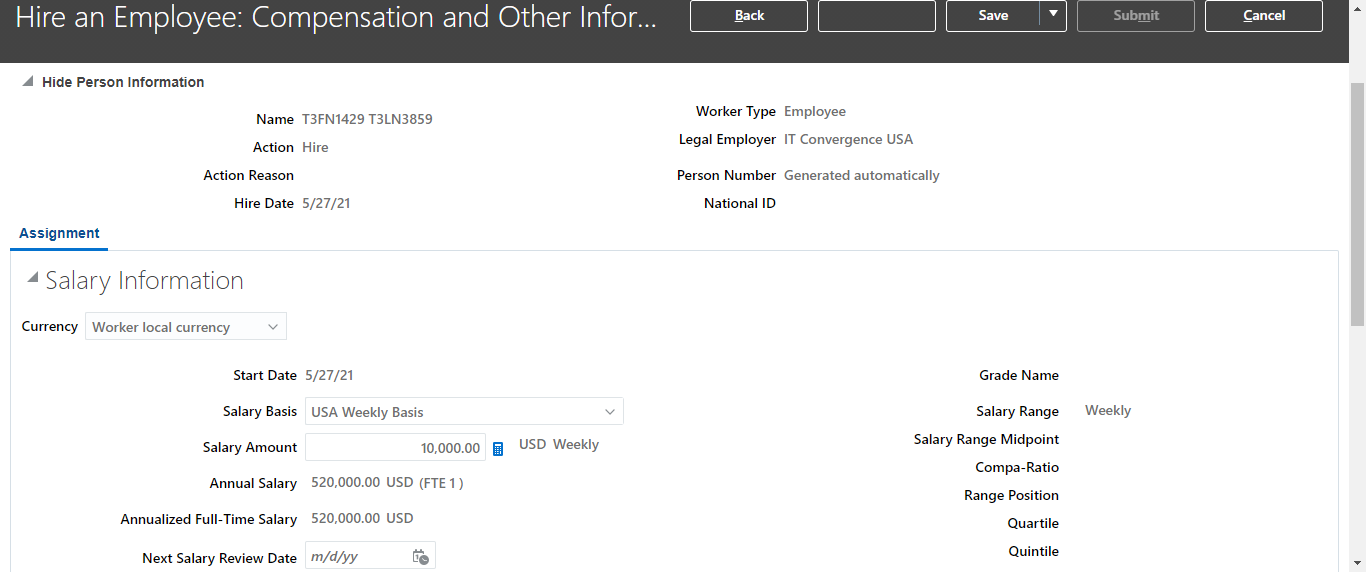 Hire an Employee: Compensation and Other Infor...
Back
Save
Submit
Cancel
Hide Person Information
Name T3FN1429 T3LN3859
Action Hire
Action Reason
Hire Date 5/27/21
Worker Type Employee
Legal Employer IT Convergence USA
Person Number Generated automatically
National ID
Assignment
Salary Information
Currency Worker local currency
Start Date 5/27/21
Salary Basis USA Weekly Basis
Salary Amount 10,000.00 USD Weekly
Annual Salary 520,000.00 USD (FTE 1 )
Annualized Full-Time Salary 520,000.00 USD
Next Salary Review Date m/d/yy
Grade Name
Salary Range Weekly
Salary Range Midpoint
Compa-Ratio
Range Position
Quartile
Quintile